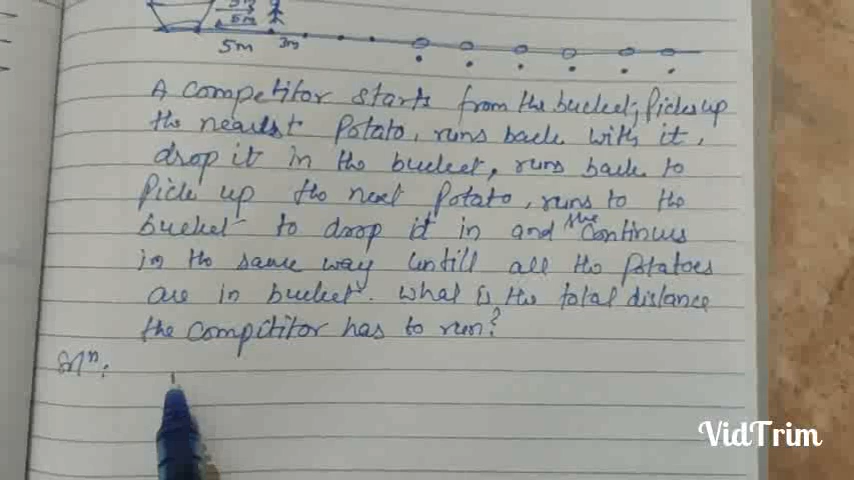 5m
5m 3m
A competitor starts from the bucket; Picks up
the nearest Potato, runs back with it,
drop it in the bucket, runs back to
Pick up the next Potato, runs to the
bucket to drop it in and she continus
in the same way untill all the Potatoes
are in bucket. What is the total distance
the competitor has to run?
Solⁿ:
VidTrim